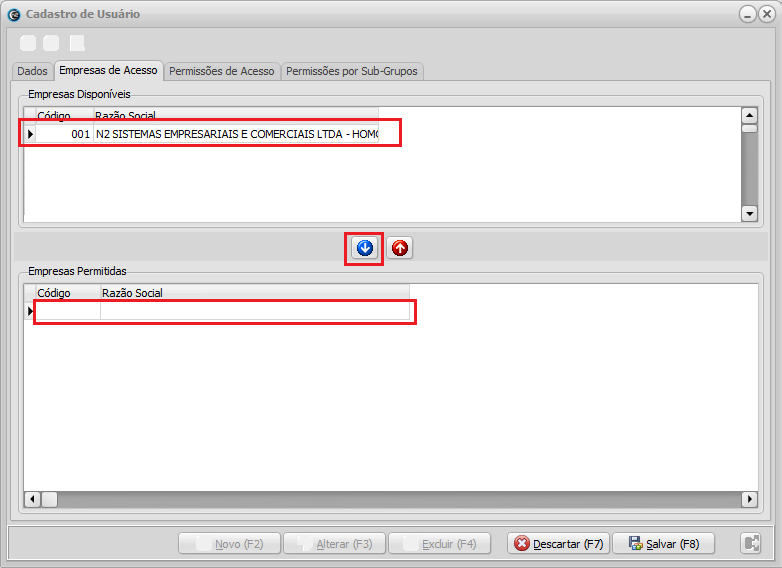 Cadastro de Usuário
Dados Empresas de Acesso Permissões de Acesso Permissões por Sub-Grupos
Empresas Disponíveis
Código Razão Social
001 N2 SISTEMAS EMPRESARIAIS E COMERCIAIS LTDA - HOMO
Empresas Permitidas
Código Razão Social
Novo (F2) Alterar (F3) Excluir (F4) Descartar (F7) Salvar (F8)